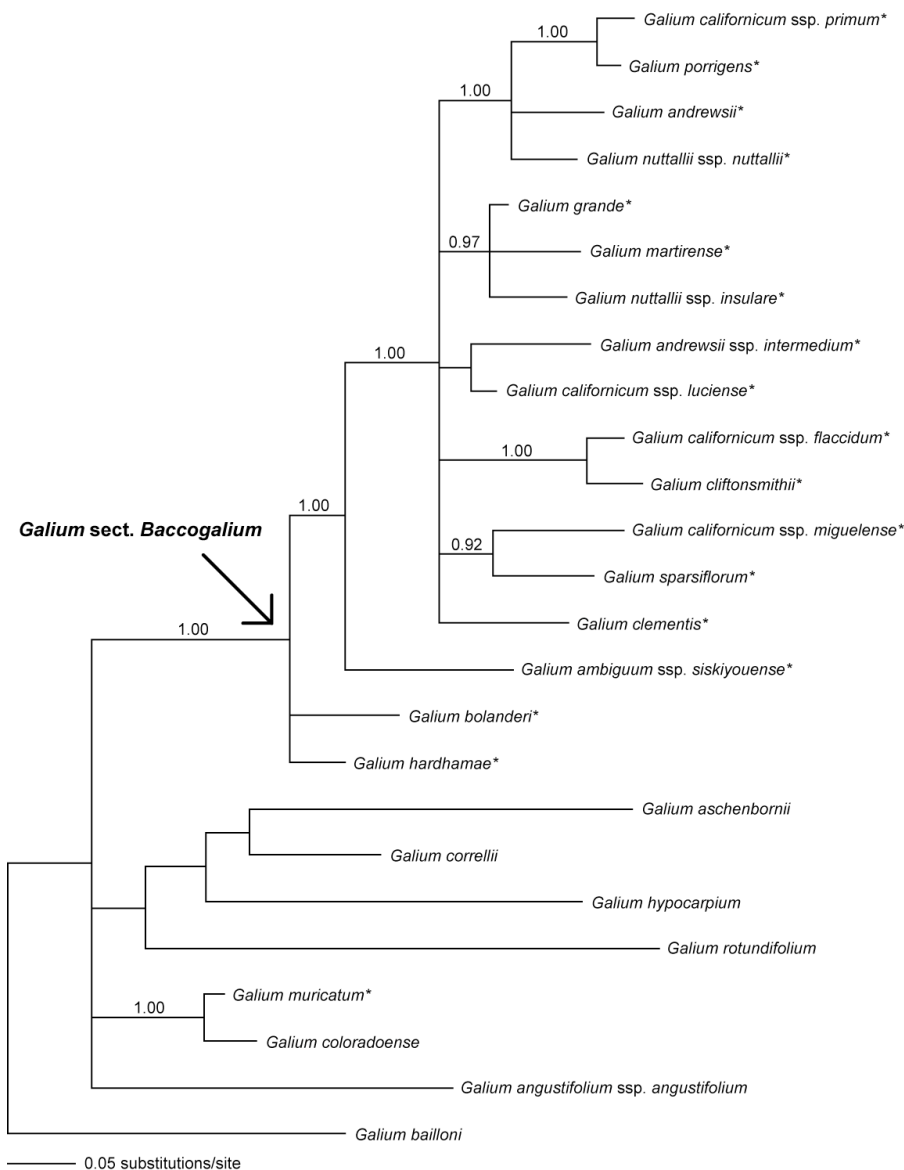 Galium californicum ssp. primum*
1.00
Galium porrigens*
1.00
Galium andrewsii*
Galium nuttallii ssp. nuttallii*
Galium grande*
0.97
Galium martirense*
Galium nuttallii ssp. insulare*
Galium andrewsii ssp. intermedium*
1.00
Galium californicum ssp. luciense*
Galium californicum ssp. flaccidum*
1.00
Galium cliftonsmithii*
1.00
Galium sect. Baccogalium
Galium californicum ssp. miguelense*
0.92
Galium sparsiflorum*
Galium clementis*
1.00
Galium ambiguum ssp. siskiyouense*
Galium bolanderi*
Galium hardhamae*
Galium aschenbornii
Galium correllii
Galium hypocarpium
Galium rotundifolium
Galium muricatum*
1.00
Galium coloradoense
Galium angustifolium ssp. angustifolium
Galium bailloni
0.05 substitutions/site